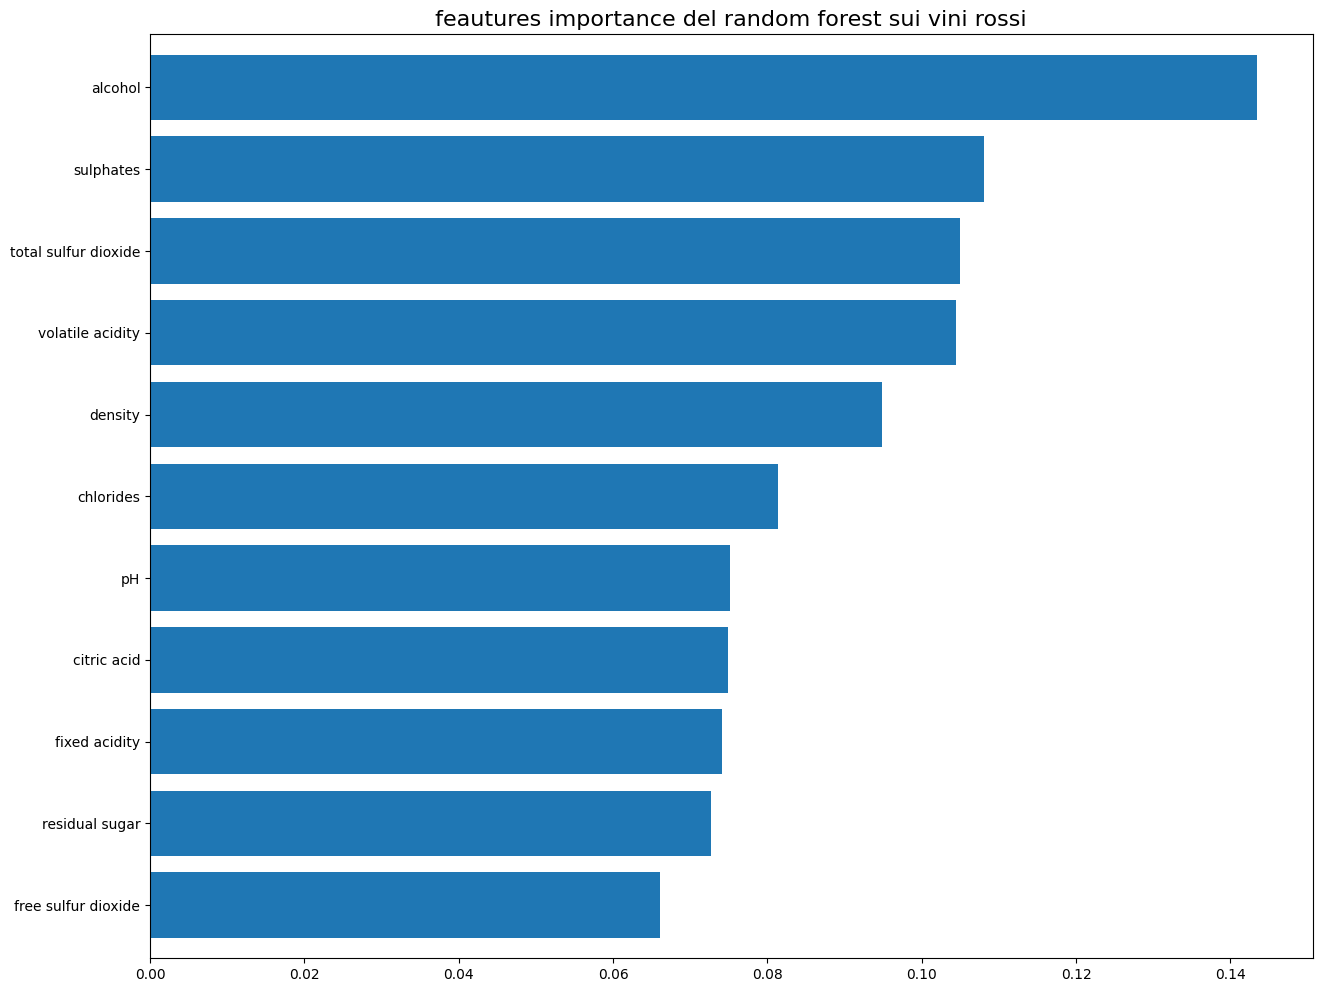 feautures importance del random forest sui vini rossi
alcohol
sulphates
total sulfur dioxide
volatile acidity
density
chlorides
pH
citric acid
fixed acidity
residual sugar
free sulfur dioxide
0.00 0.02 0.04 0.06 0.08 0.10 0.12 0.14